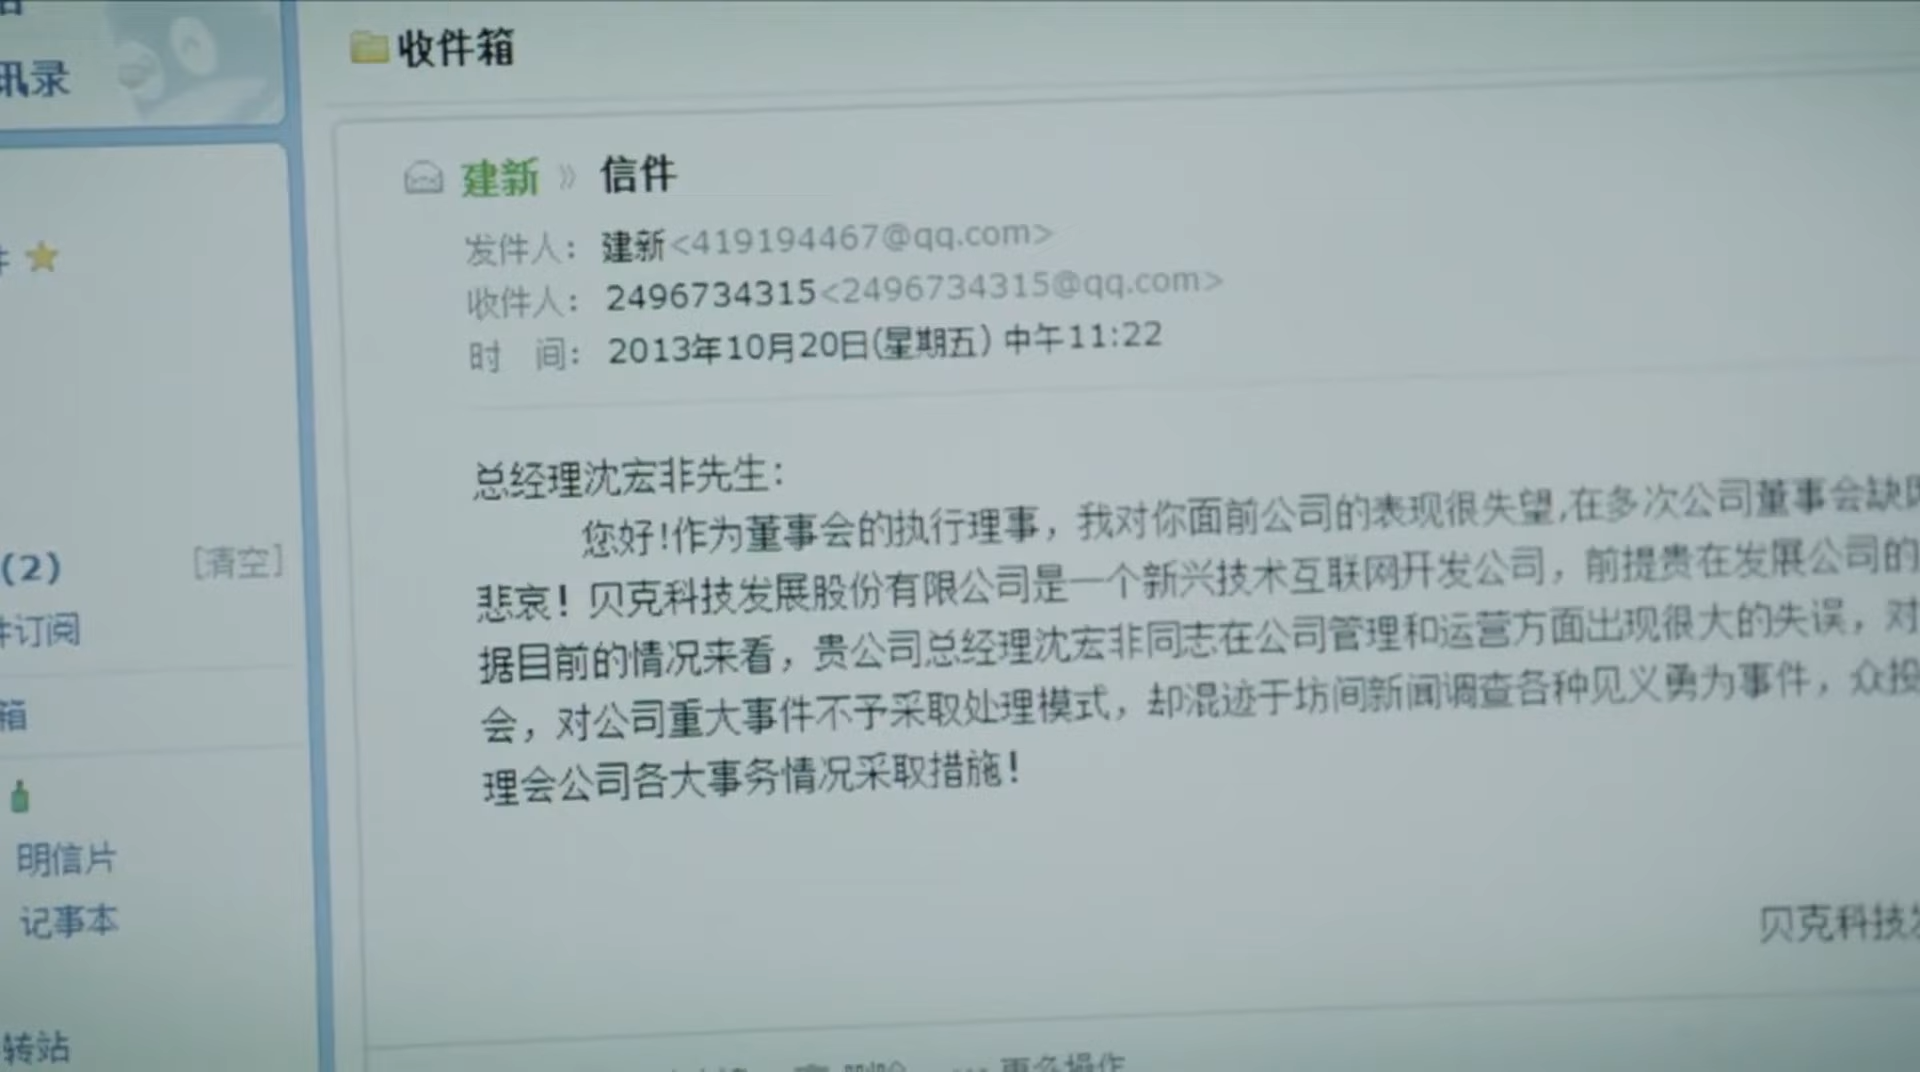 收件箱
讯录
建新 » 信件
发件人: 建新<419194467@qq.com>
收件人: 2496734315<2496734315@qq.com>
时 间: 2013年10月20日(星期五) 中午11:22
(2) [清空]
件订阅
箱
明信片
记事本
转站
总经理沈宏非先生:
您好!作为董事会的执行理事，我对你面前公司的表现很失望,在多次公司董事会缺席
悲哀！贝克科技发展股份有限公司是一个新兴技术互联网开发公司，前提贵在发展公司的
据目前的情况来看，贵公司总经理沈宏非同志在公司管理和运营方面出现很大的失误，对
会，对公司重大事件不予采取处理模式，却混迹于坊间新闻调查各种见义勇为事件，众投
理会公司各大事务情况采取措施！
贝克科技发
更多操作